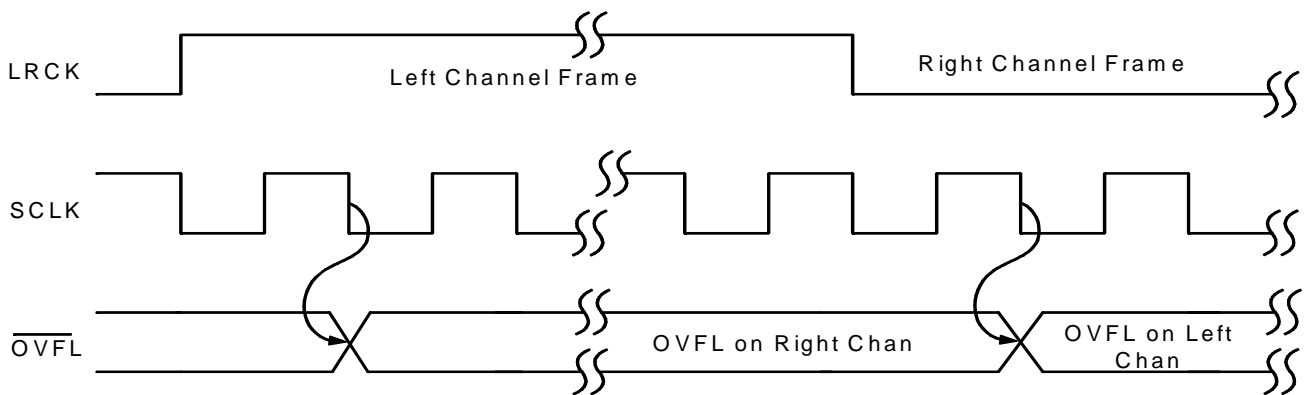 LRCK
Left Channel Frame
Right Channel Frame
SCLK
OVFL
OVFL on Right Chan
OVFL on Left
Chan